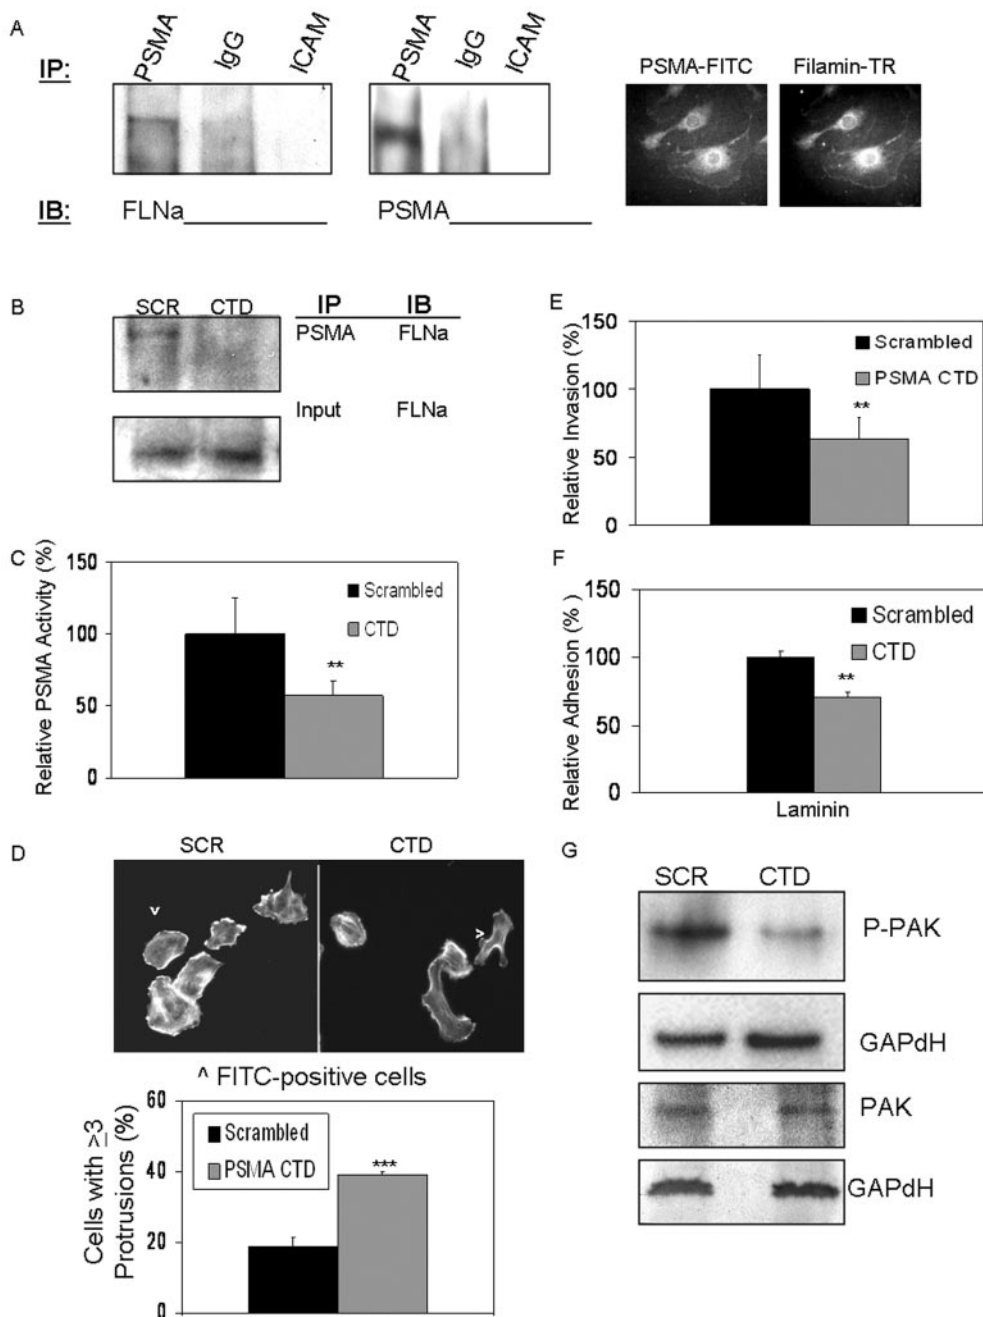 A
IP:
PSMA IgG ICAM
PSMA IgG ICAM
PSMA-FITC Filamin-TR
IB: FLNa PSMA
B
SCR CTD
IP IB
PSMA FLNa
Input FLNa
C
Relative PSMA Activity (%)
150
100
50
0
Scrambled
CTD
**
D
SCR CTD
v
>
^ FITC-positive cells
Cells with ≥3
Protrusions (%)
60
40
20
0
Scrambled
PSMA CTD
***
E
Relative Invasion (%)
150
100
50
0
Scrambled
PSMA CTD
**
F
Relative Adhesion (%)
150
100
50
0
Scrambled
CTD
**
Laminin
G
SCR CTD
P-PAK
GAPdH
PAK
GAPdH